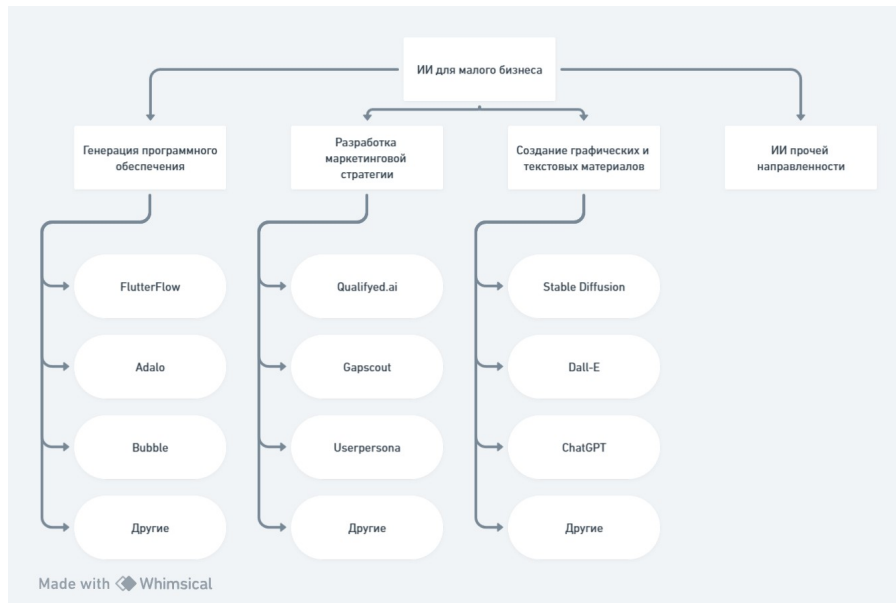 ИИ для малого бизнеса
Генерация программного
обеспечения
Разработка
маркетинговой
стратегии
Создание графических и
текстовых материалов
ИИ прочей
направленности
FlutterFlow
Adalo
Bubble
Другие
Qualifyed.ai
Gapscout
Userpersona
Другие
Stable Diffusion
Dall-E
ChatGPT
Другие
Made with Whimsical